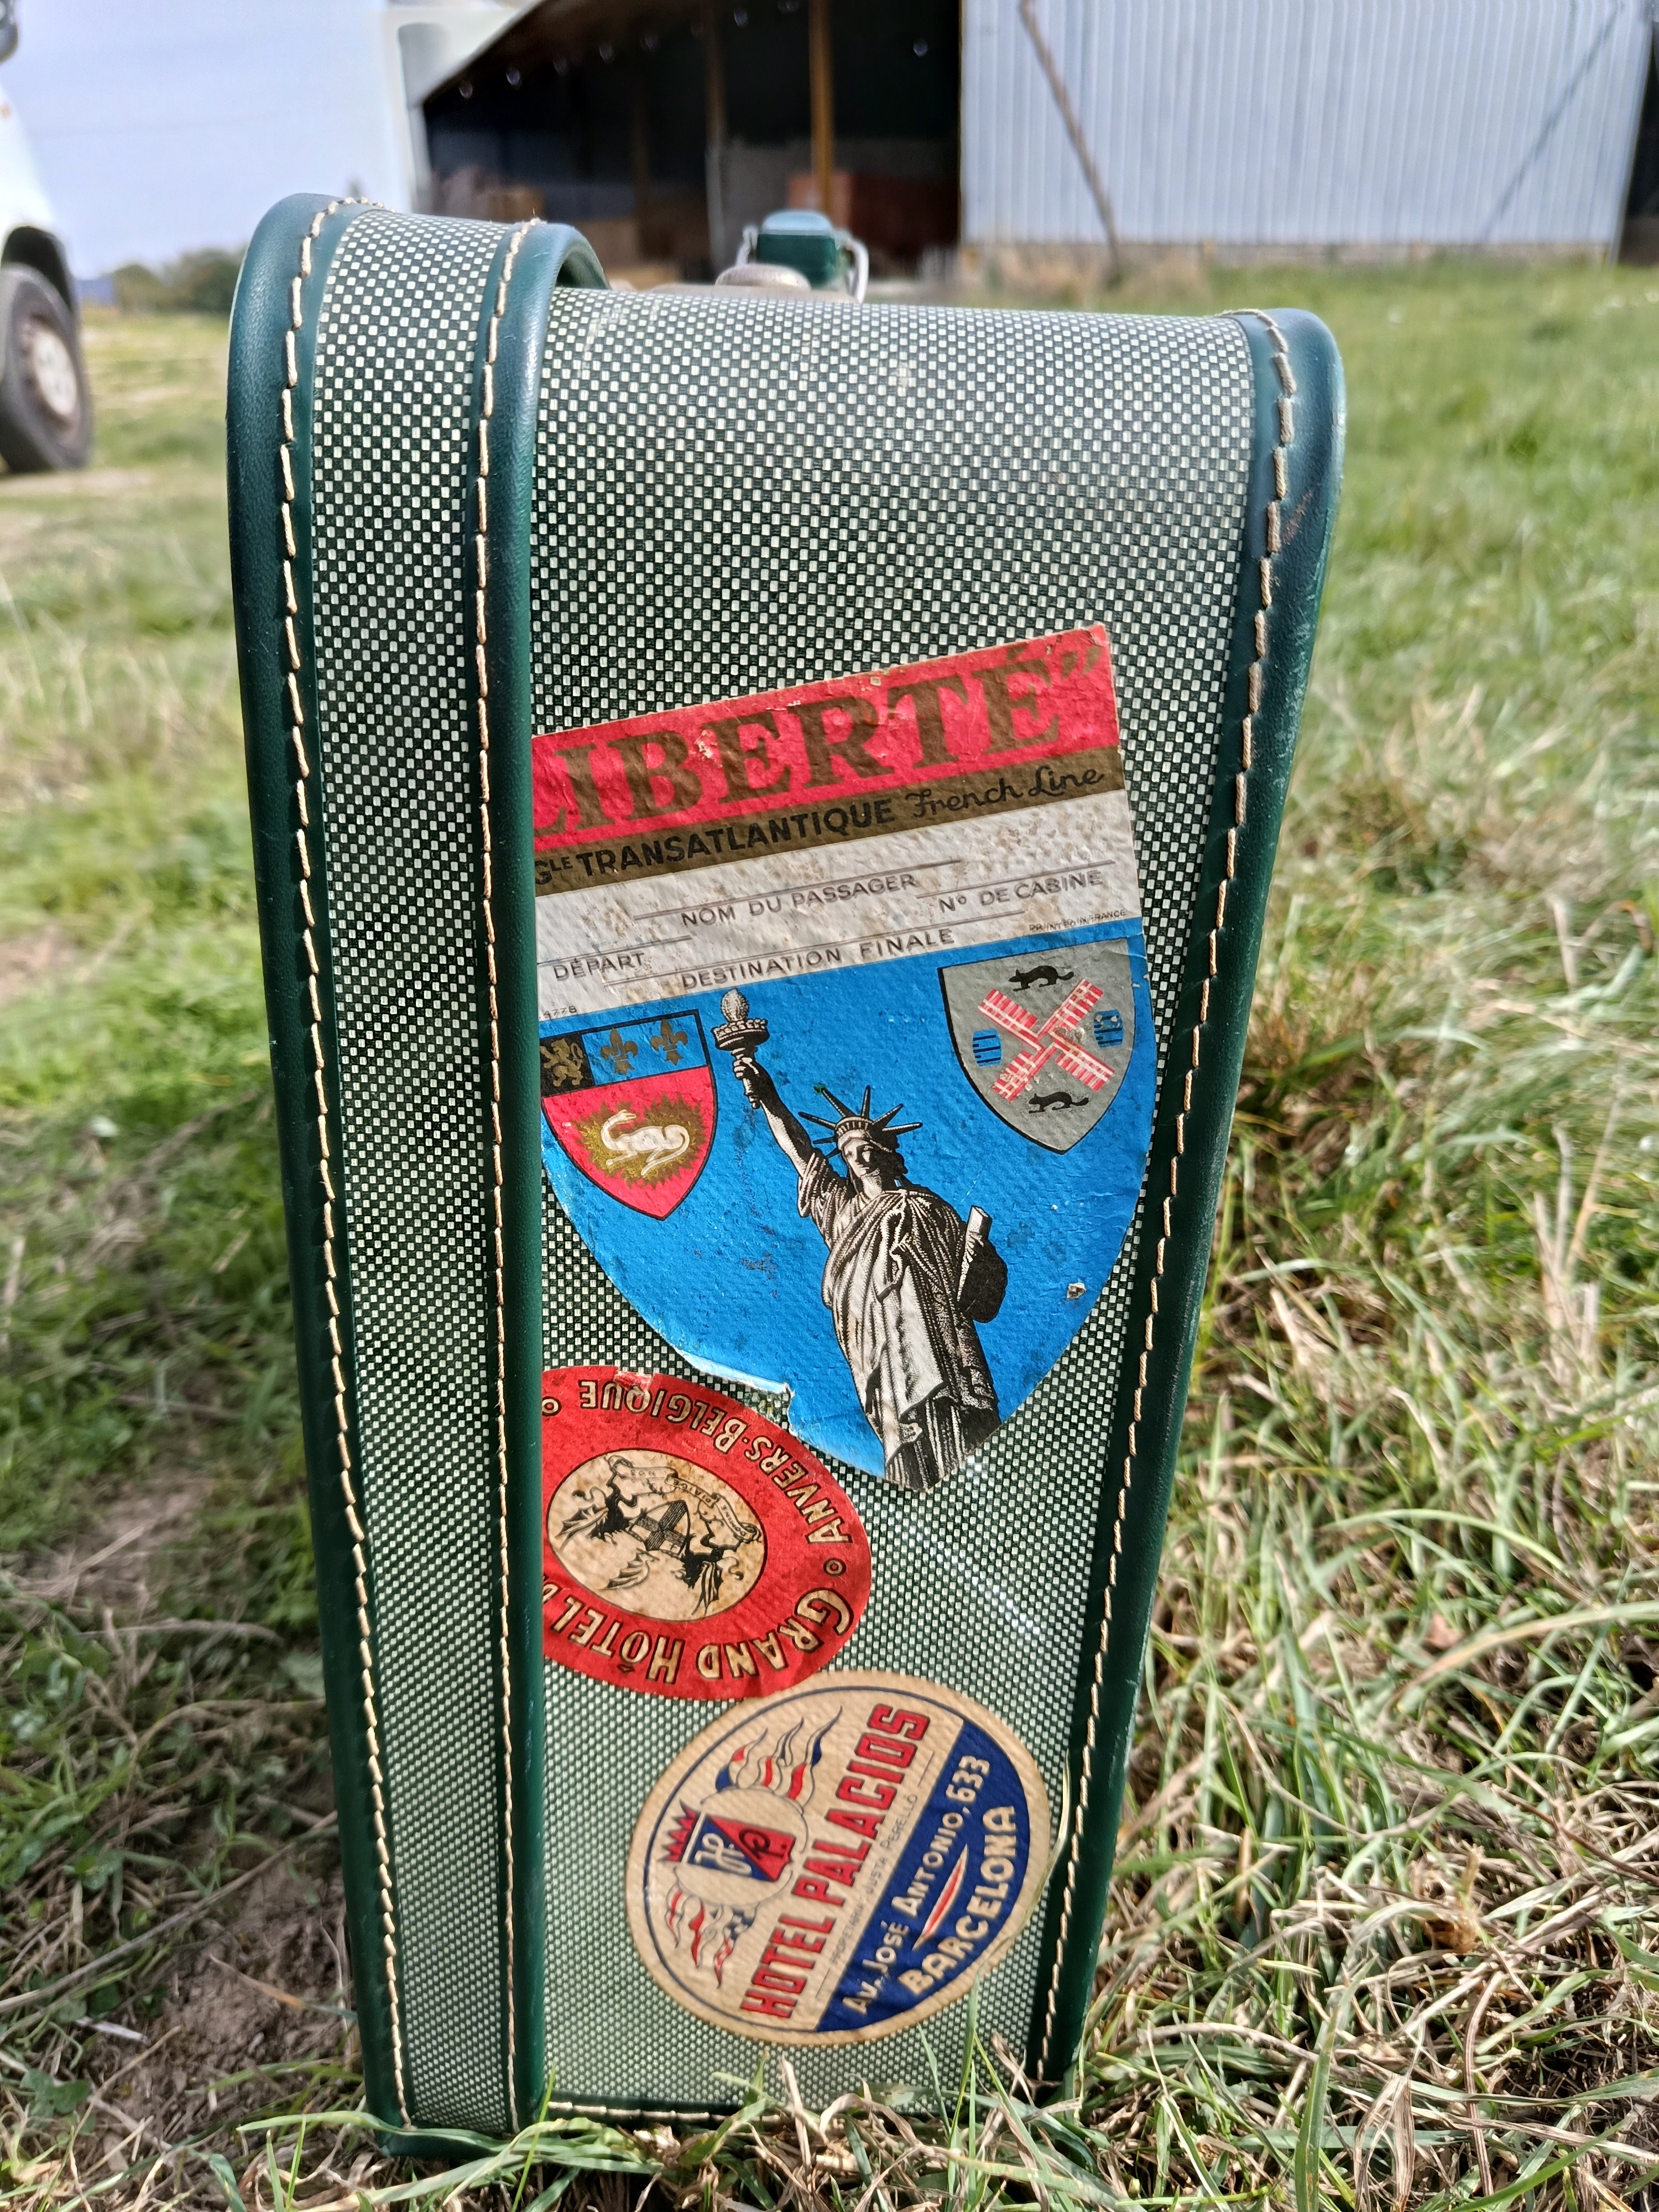 LIBERTÉ"
GLE TRANSATLANTIQUE French Line
NOM DU PASSAGER
Nº DE CABINE
DÉPART
DESTINATION FINALE
PRINTED IN FRANCE
ANVERS-BELGIQUE
GRAND HÔTEL
HOTEL PALACIOS
AV. JOSÉ ANTONIO, 633
BARCELONA